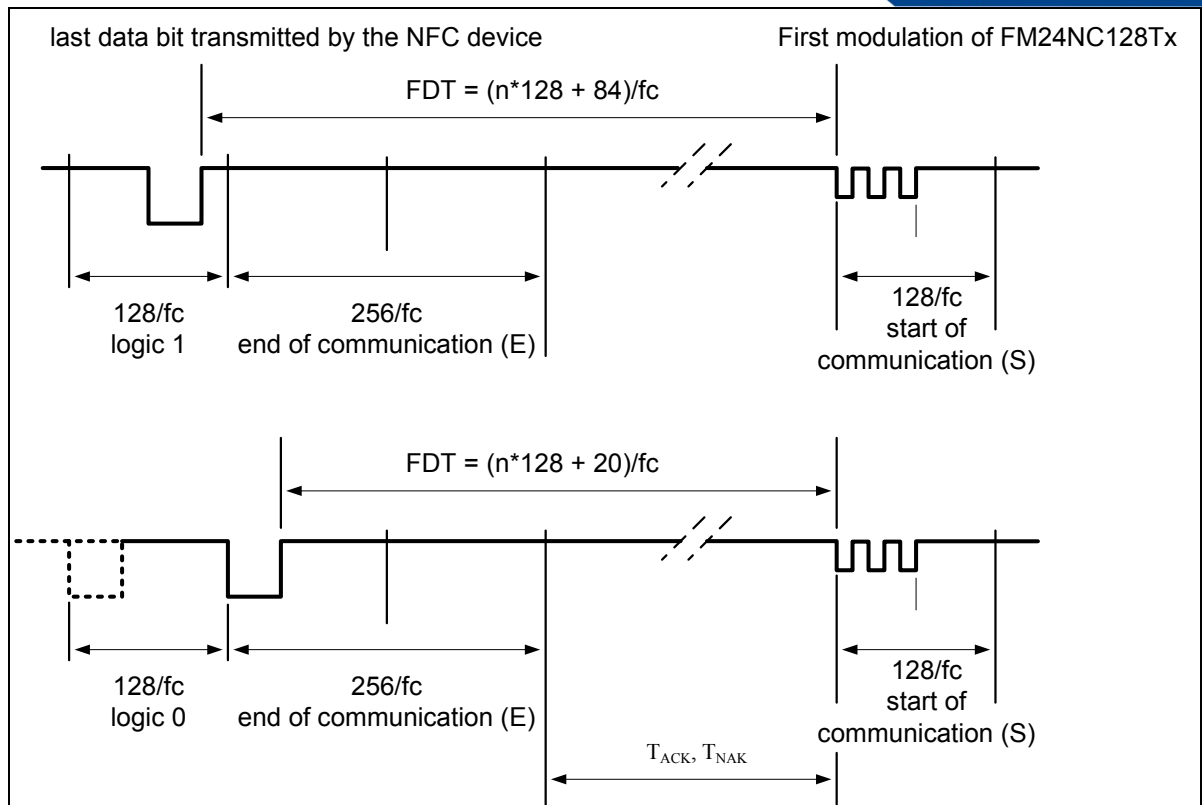 last data bit transmitted by the NFC device
First modulation of FM24NC128Tx
FDT = (n*128 + 84)/fc
128/fc
logic 1
256/fc
end of communication (E)
128/fc
start of
communication (S)
FDT = (n*128 + 20)/fc
128/fc
logic 0
256/fc
end of communication (E)
128/fc
start of
communication (S)
TACK, TNAK